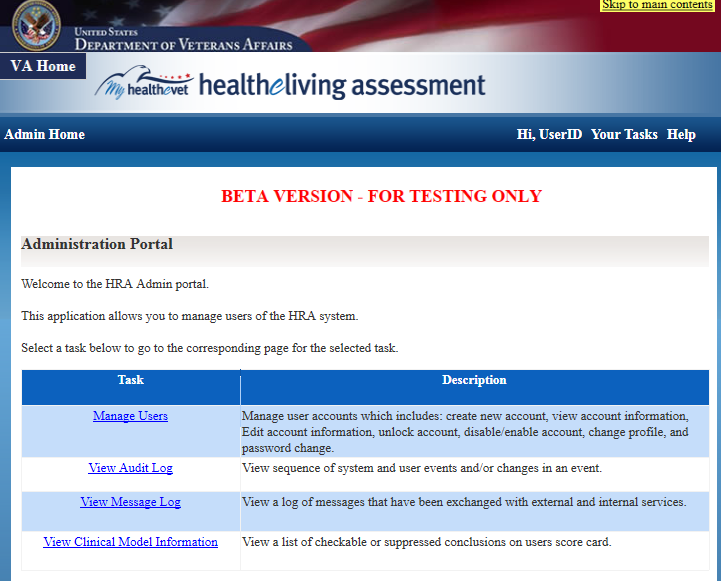 Skip to main contents
UNITED STATES
DEPARTMENT OF VETERANS AFFAIRS
VA Home
My healthevet healtheliving assessment
Admin Home Hi, UserID Your Tasks Help
BETA VERSION - FOR TESTING ONLY
Administration Portal
Welcome to the HRA Admin portal.
This application allows you to manage users of the HRA system.
Select a task below to go to the corresponding page for the selected task.
Task Description
Manage Users Manage user accounts which includes: create new account, view account information,
Edit account information, unlock account, disable/enable account, change profile, and
password change.
View Audit Log View sequence of system and user events and/or changes in an event.
View Message Log View a log of messages that have been exchanged with external and internal services.
View Clinical Model Information View a list of checkable or suppressed conclusions on users score card.